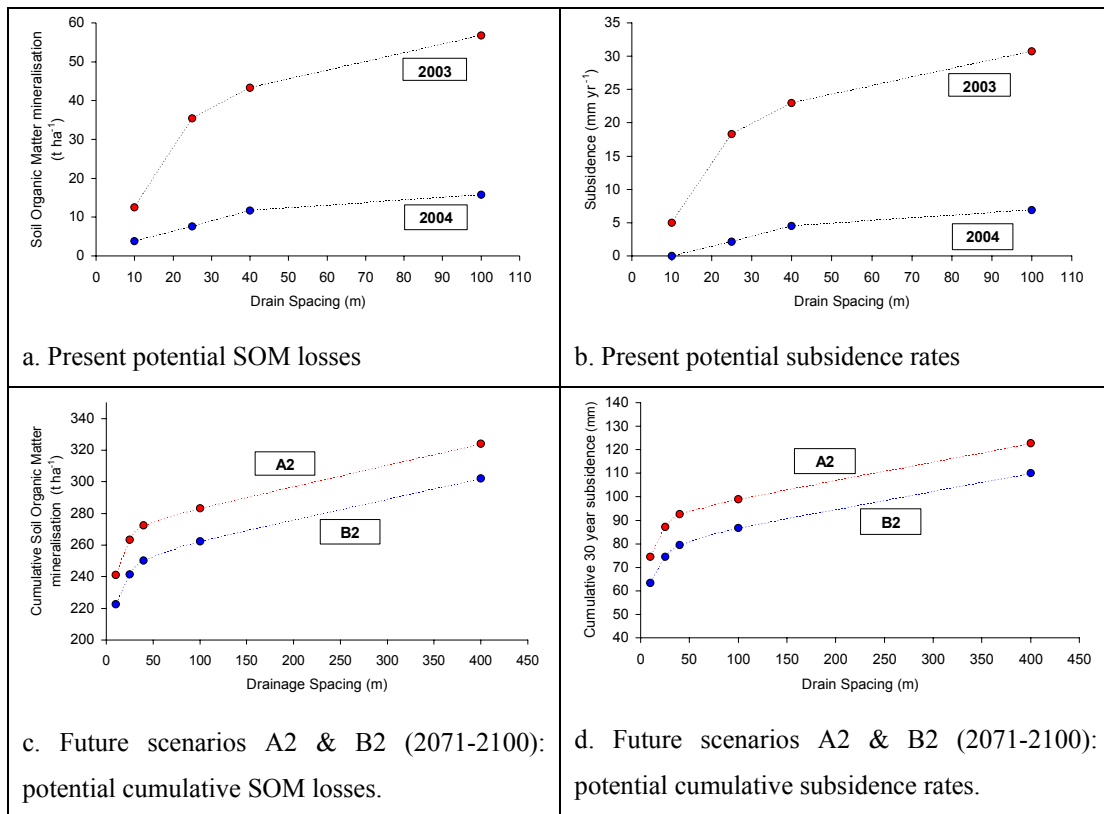 60
50
40
30
20
10
0
Soil Organic Matter mineralisation
(t ha⁻¹)
2003
2004
0 10 20 30 40 50 60 70 80 90 100 110
Drain Spacing (m)
a. Present potential SOM losses
35
30
25
20
15
10
5
0
Subsidence (mm yr⁻¹)
2003
2004
0 10 20 30 40 50 60 70 80 90 100 110
Drain Spacing (m)
b. Present potential subsidence rates
340
320
300
280
260
240
220
200
Cumulative Soil Organic Matter
mineralisation (t ha⁻¹)
A2
B2
0 50 100 150 200 250 300 350 400 450
Drainage Spacing (m)
c. Future scenarios A2 & B2 (2071-2100):
potential cumulative SOM losses.
140
130
120
110
100
90
80
70
60
50
40
Cumulative 30 year subsidence (mm)
A2
B2
0 50 100 150 200 250 300 350 400 450
Drain Spacing (m)
d. Future scenarios A2 & B2 (2071-2100):
potential cumulative subsidence rates.